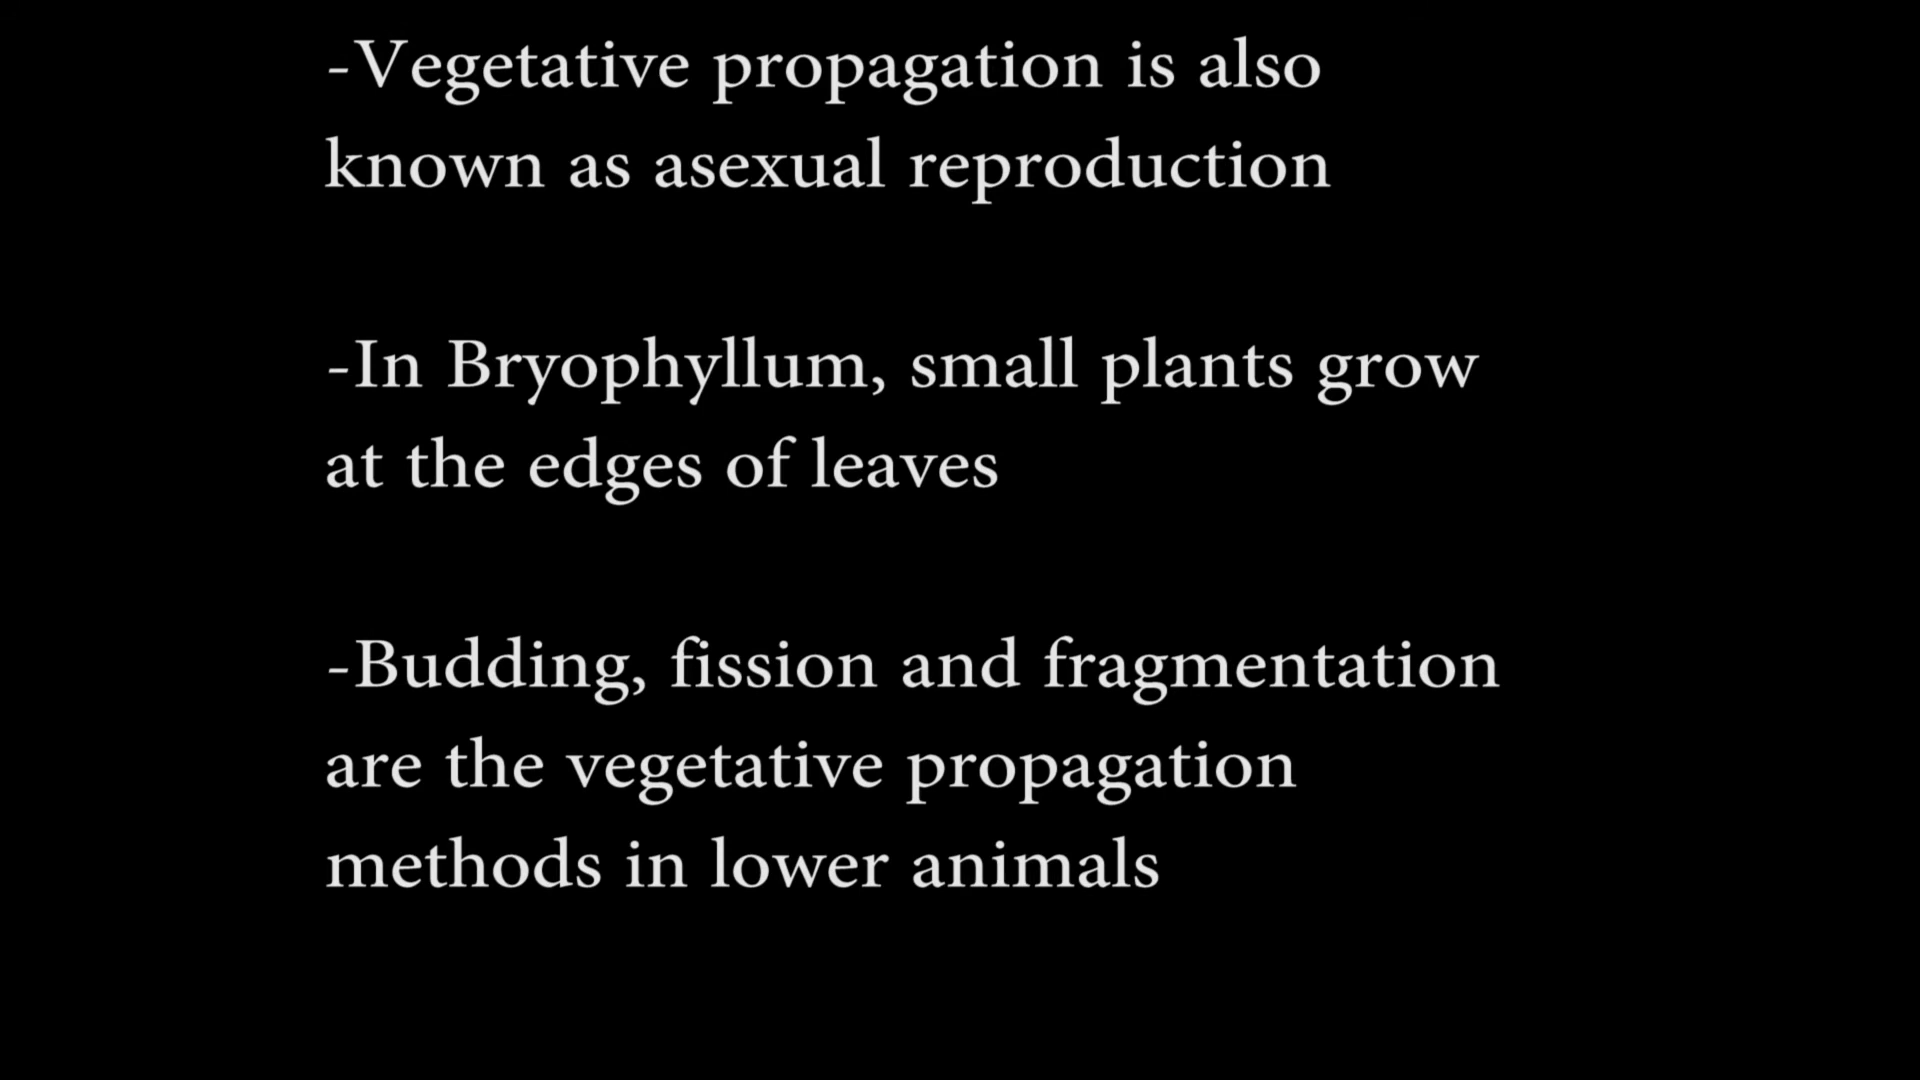 -Vegetative propagation is also
known as asexual reproduction
-In Bryophyllum, small plants grow
at the edges of leaves
-Budding, fission and fragmentation
are the vegetative propagation
methods in lower animals